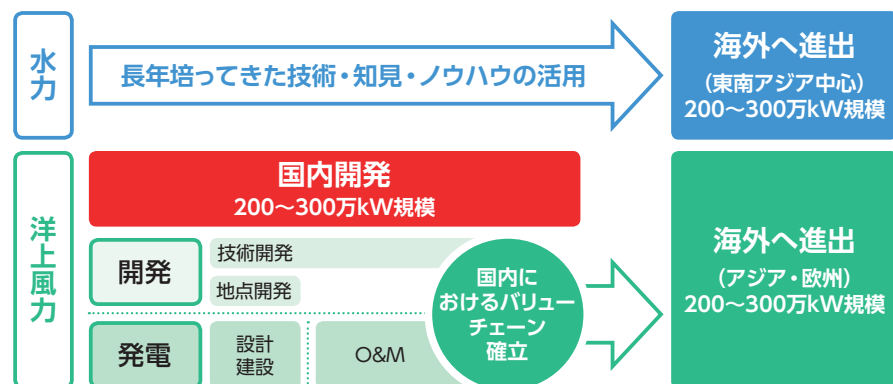 水力
長年培ってきた技術・知見・ノウハウの活用
海外へ進出
（東南アジア中心）
200～300万kW規模
洋上風力
国内開発
200～300万kW規模
開発
技術開発
地点開発
国内に
おけるバリュー
チェーン
確立
発電
設計
建設
O&M
海外へ進出
（アジア・欧州）
200～300万kW規模